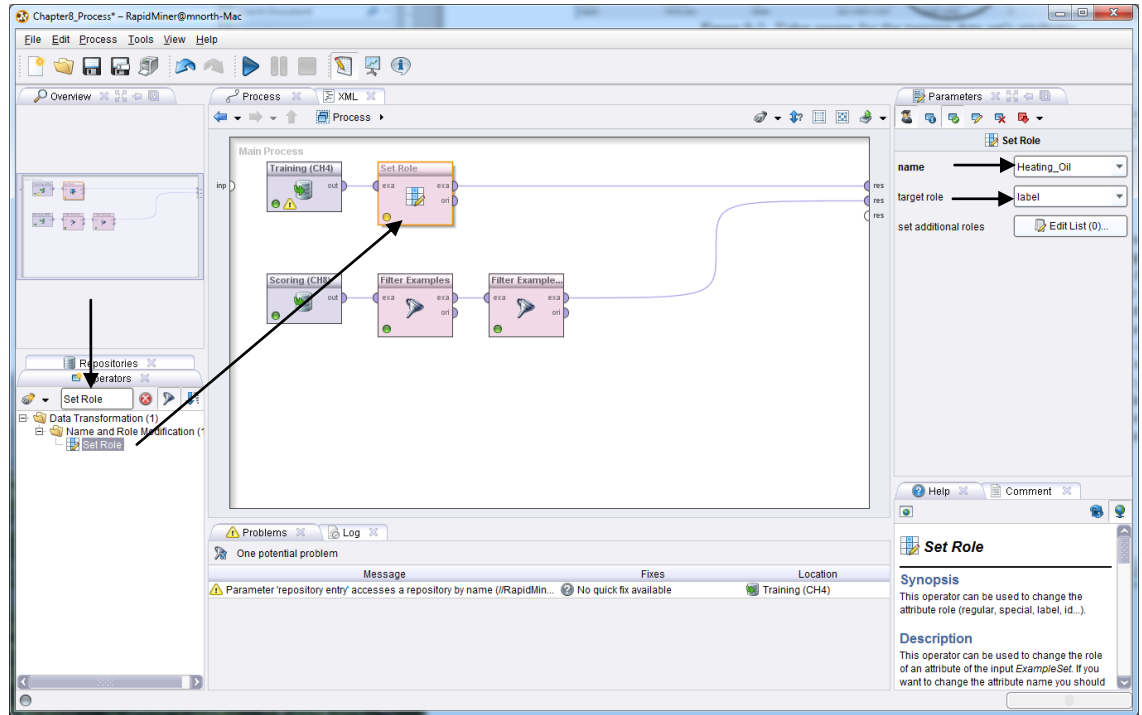 Chapter8_Process* – RapidMiner@mnorth-Mac
File Edit Process Tools View Help
Overview
Process
XML
Parameters
Process
Set Role
Main Process
Training (CH4)
Set Role
inp
out
exa
exa
ori
res
res
res
name
Heating_Oil
target role
label
set additional roles
Edit List (0)...
Scoring (CH8)
Filter Examples
Filter Example...
out
exa
exa
ori
exa
exa
ori
Repositories
Operators
Set Role
Data Transformation (1)
Name and Role Modification (1
Set Role
Problems
Log
One potential problem
Message Fixes Location
Parameter 'repository entry' accesses a repository by name (//RapidMin... No quick fix available Training (CH4)
Help
Comment
Set Role
Synopsis
This operator can be used to change the
attribute role (regular, special, label, id...).
Description
This operator can be used to change the role
of an attribute of the input ExampleSet. If you
want to change the attribute name you should